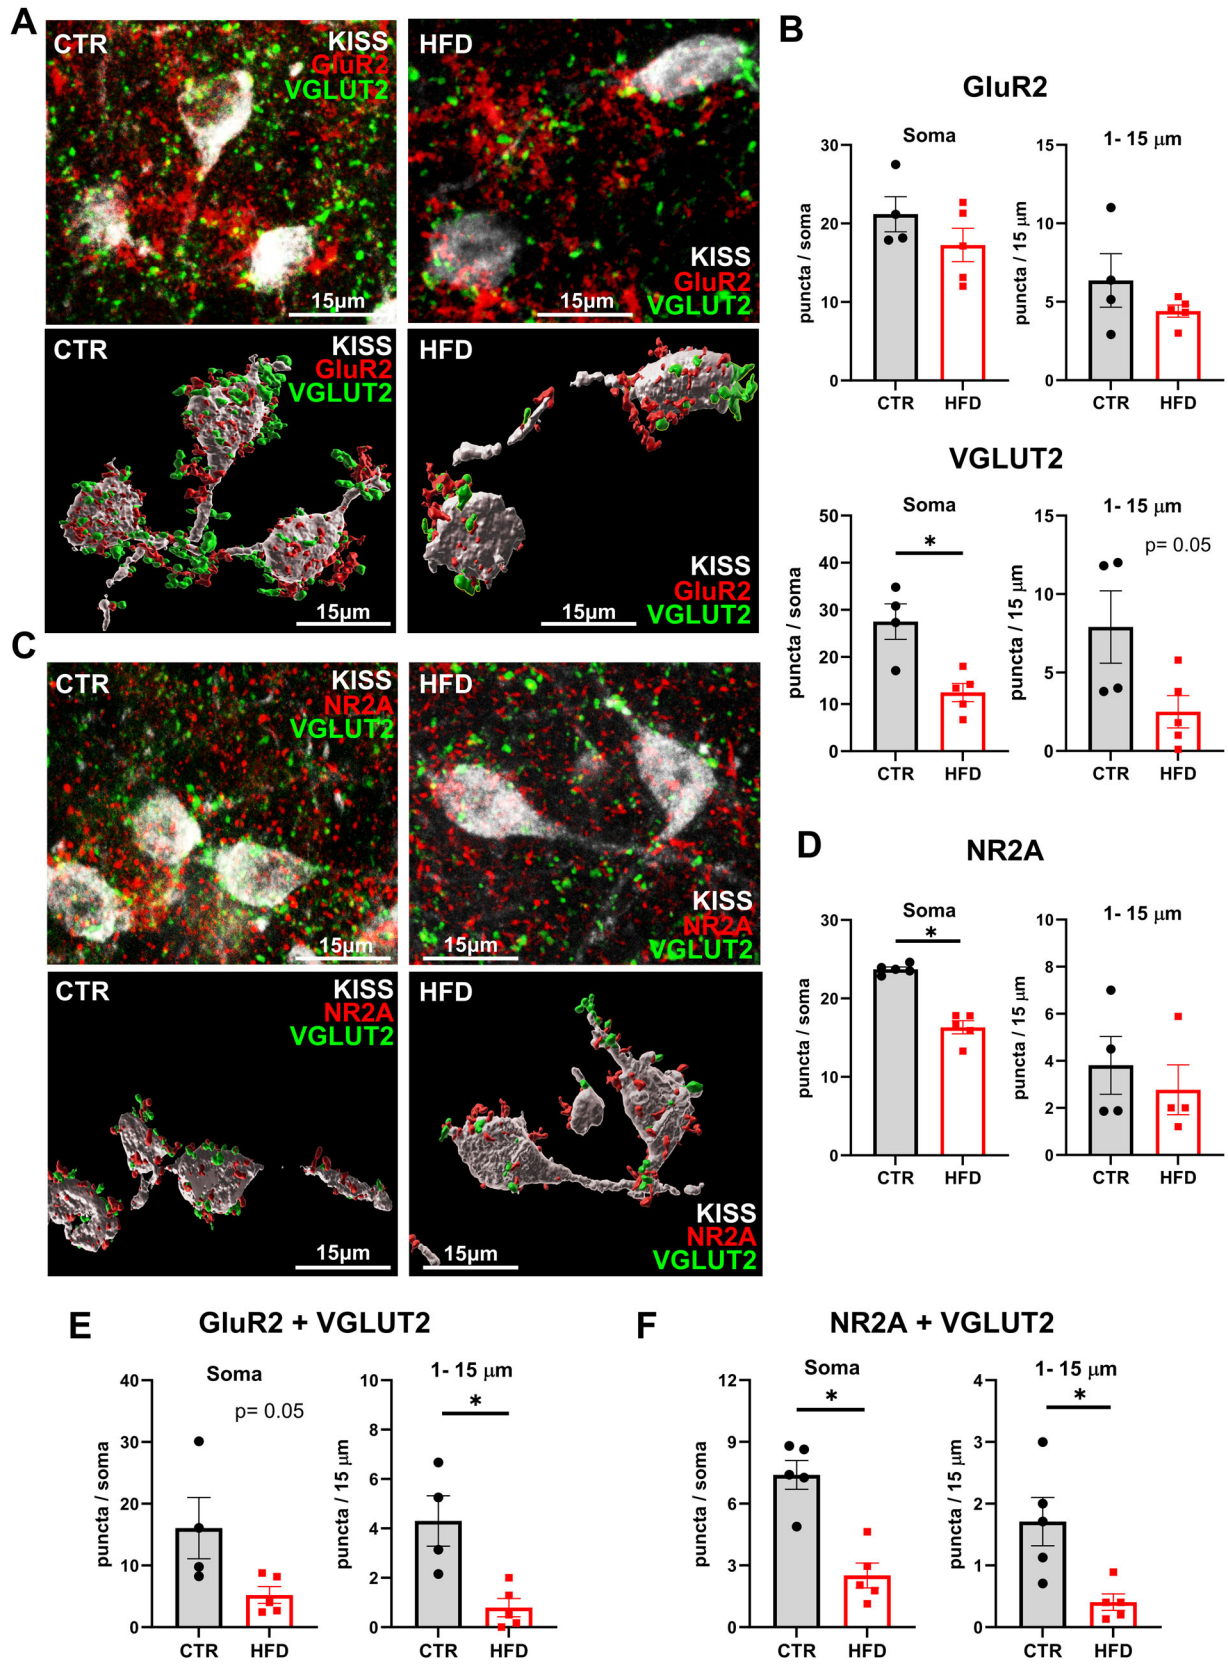 A
CTR
KISS
GluR2
VGLUT2
15µm
HFD
KISS
GluR2
VGLUT2
15µm
CTR
KISS
GluR2
VGLUT2
15µm
HFD
KISS
GluR2
VGLUT2
15µm
B
GluR2
Soma
puncta / soma
30
20
10
0
CTR HFD
1- 15 µm
puncta / 15 µm
15
10
5
0
CTR HFD
VGLUT2
Soma
*
puncta / soma
50
40
30
20
10
0
CTR HFD
1- 15 µm
p= 0.05
puncta / 15 µm
15
10
5
0
CTR HFD
C
CTR
KISS
NR2A
VGLUT2
15µm
HFD
KISS
NR2A
VGLUT2
15µm
CTR
KISS
NR2A
VGLUT2
15µm
HFD
KISS
NR2A
VGLUT2
15µm
D
NR2A
Soma
*
puncta / soma
30
20
10
0
CTR HFD
1- 15 µm
puncta / 15 µm
10
8
6
4
2
0
CTR HFD
E
GluR2 + VGLUT2
Soma
p= 0.05
puncta / soma
40
30
20
10
0
CTR HFD
1- 15 µm
*
puncta / 15 µm
10
8
6
4
2
0
CTR HFD
F
NR2A + VGLUT2
Soma
*
puncta / soma
12
9
6
3
0
CTR HFD
1- 15 µm
*
puncta / 15 µm
4
3
2
1
0
CTR HFD